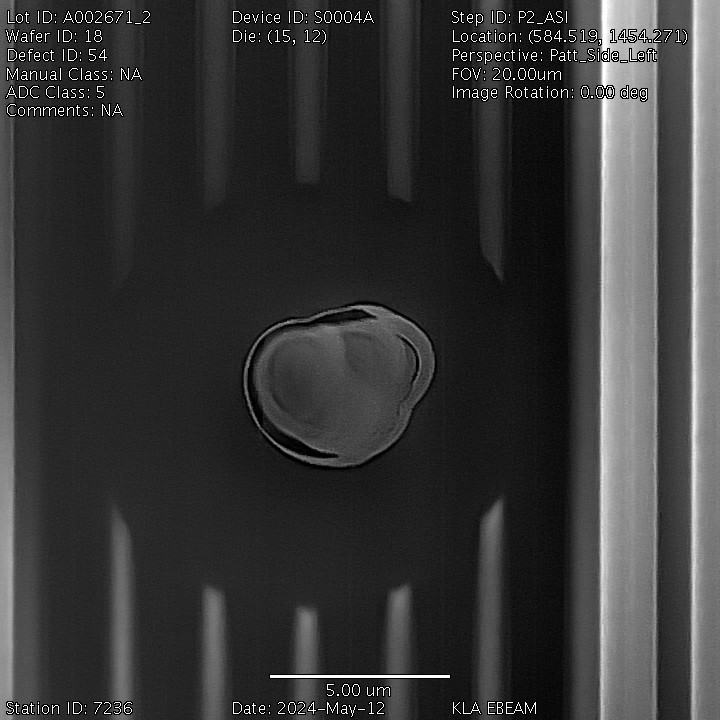 Lot ID: A002671_2
Wafer ID: 18
Defect ID: 54
Manual Class: NA
ADC Class: 5
Comments: NA
Device ID: S0004A
Die: (15, 12)
Step ID: P2_ASI
Location: (584.519, 1454.271)
Perspective: Patt_Side_Left
FOV: 20.00um
Image Rotation: 0.00 deg
5.00 um
Station ID: 7236
Date: 2024-May-12
KLA EBEAM